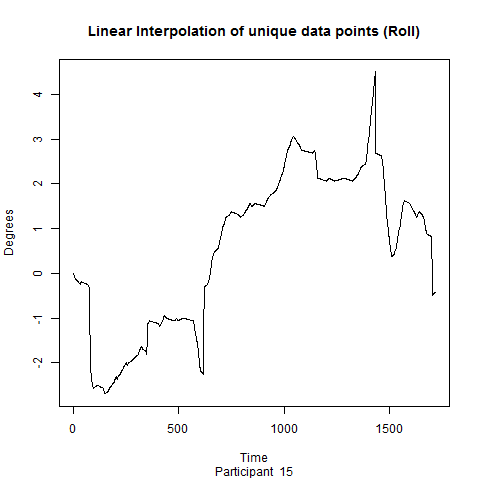 Linear Interpolation of unique data points (Roll)
Degrees
4
3
2
1
0
-1
-2
0 500 1000 1500
Time
Participant 15